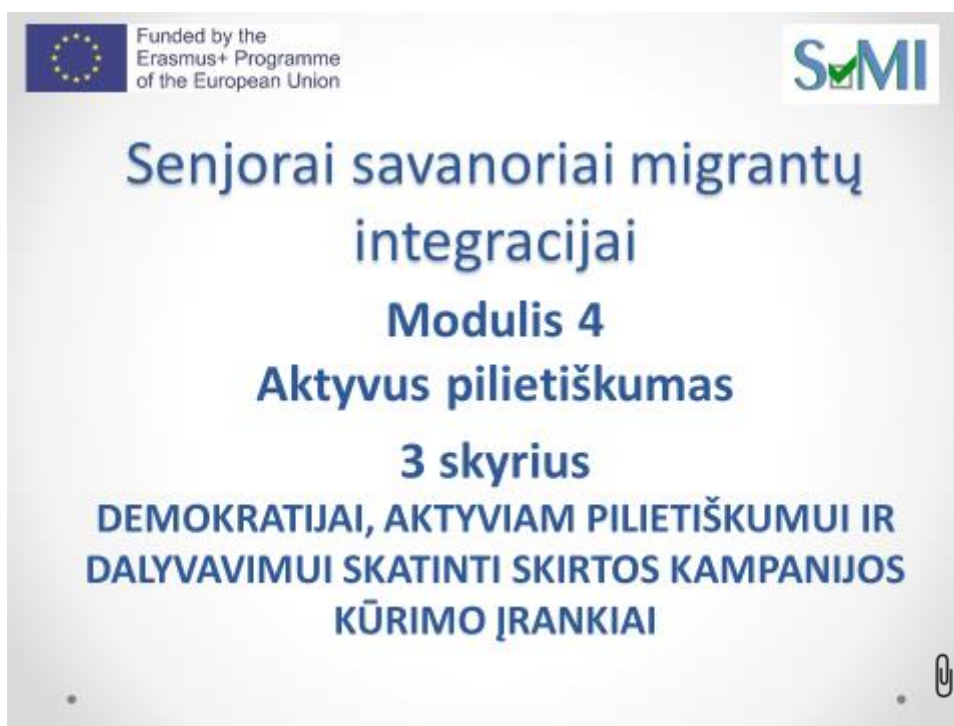 Funded by the
Erasmus+ Programme
of the European Union
SMI
Senjorai savanoriai migrantų
integracijai
Modulis 4
Aktyvus pilietiškumas
3 skyrius
DEMOKRATIJAI, AKTYVIAM PILIETIŠKUMUI IR
DALYVAVIMUI SKATINTI SKIRTOS KAMPANIJOS
KŪRIMO ĮRANKIAI